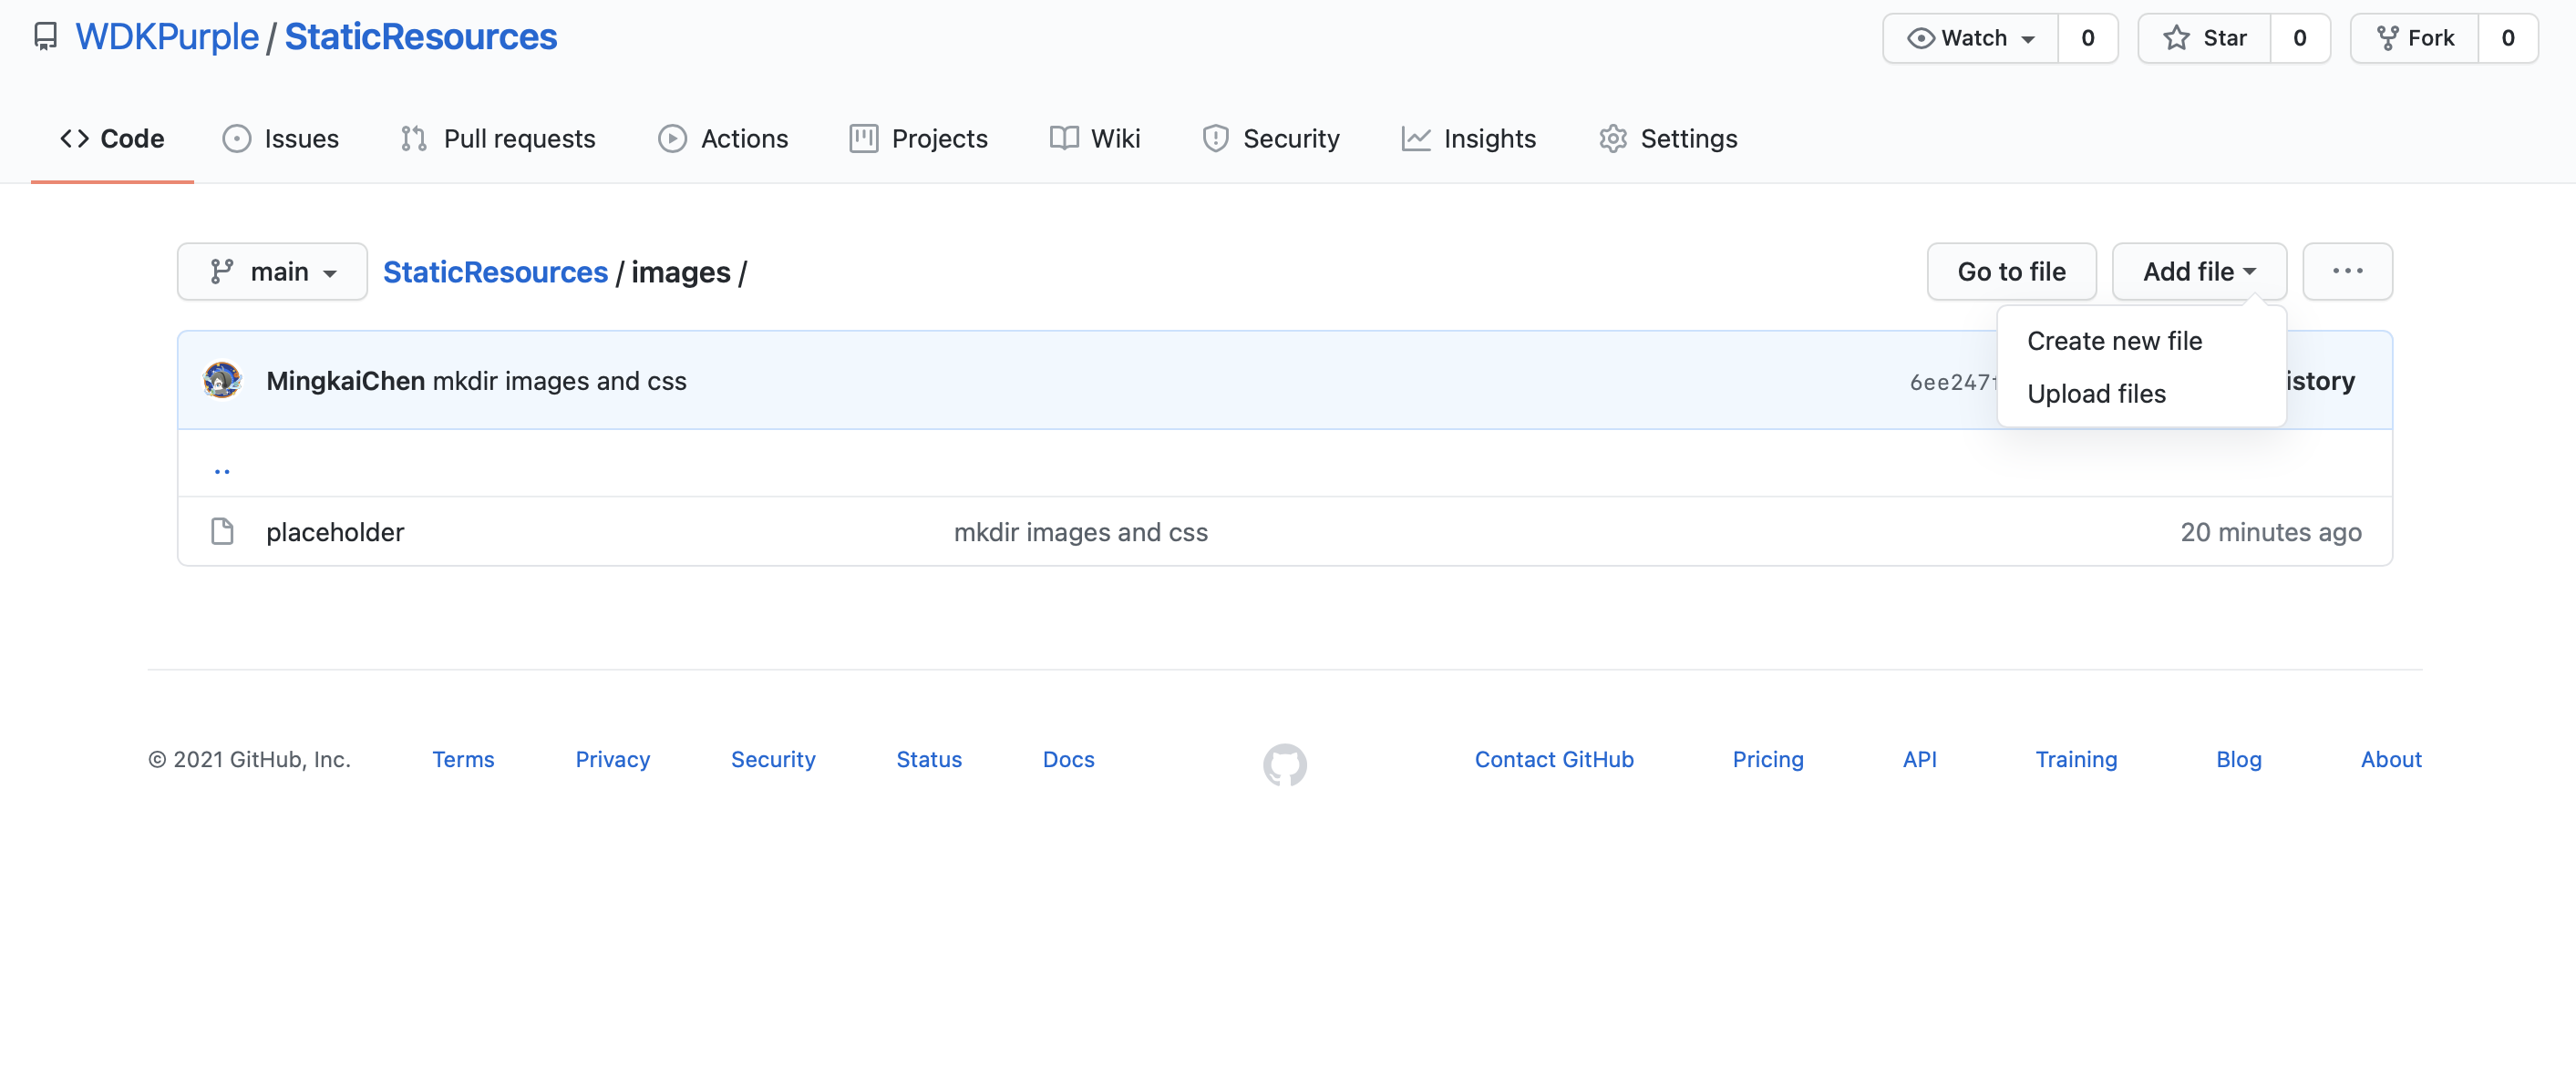 WDKPurple / StaticResources
Watch 0 Star 0 Fork 0
Code Issues Pull requests Actions Projects Wiki Security Insights Settings
main StaticResources / images / Go to file Add file ...
Create new file
MingkaiChen mkdir images and css 6ee247 istory
Upload files
..
placeholder mkdir images and css 20 minutes ago
© 2021 GitHub, Inc. Terms Privacy Security Status Docs Contact GitHub Pricing API Training Blog About